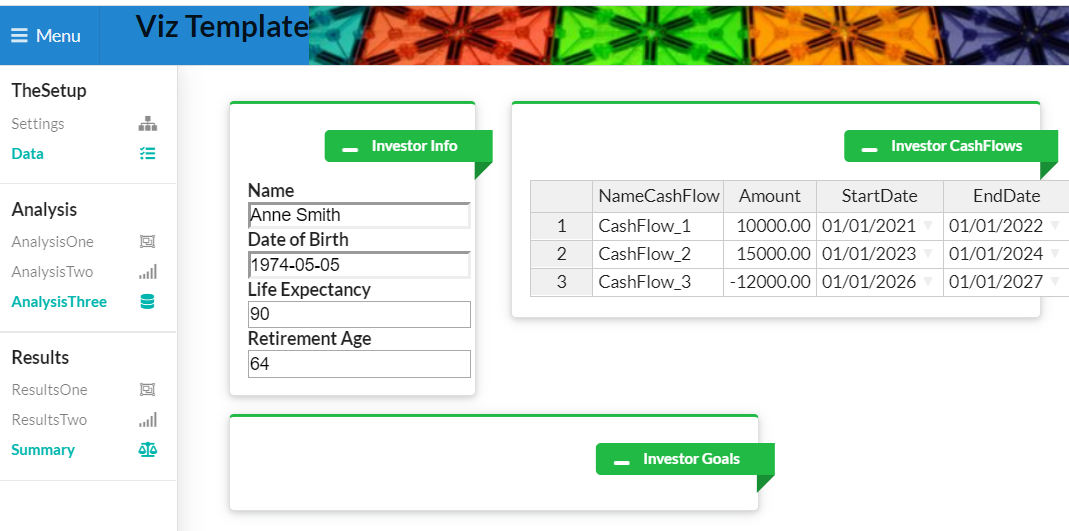 Menu
Viz Template
TheSetup
Settings
Data
Analysis
AnalysisOne
AnalysisTwo
AnalysisThree
Results
ResultsOne
ResultsTwo
Summary
Investor Info
Name
Anne Smith
Date of Birth
1974-05-05
Life Expectancy
90
Retirement Age
64
Investor CashFlows
NameCashFlow Amount StartDate EndDate
1 CashFlow_1 10000.00 01/01/2021 01/01/2022
2 CashFlow_2 15000.00 01/01/2023 01/01/2024
3 CashFlow_3 -12000.00 01/01/2026 01/01/2027
Investor Goals